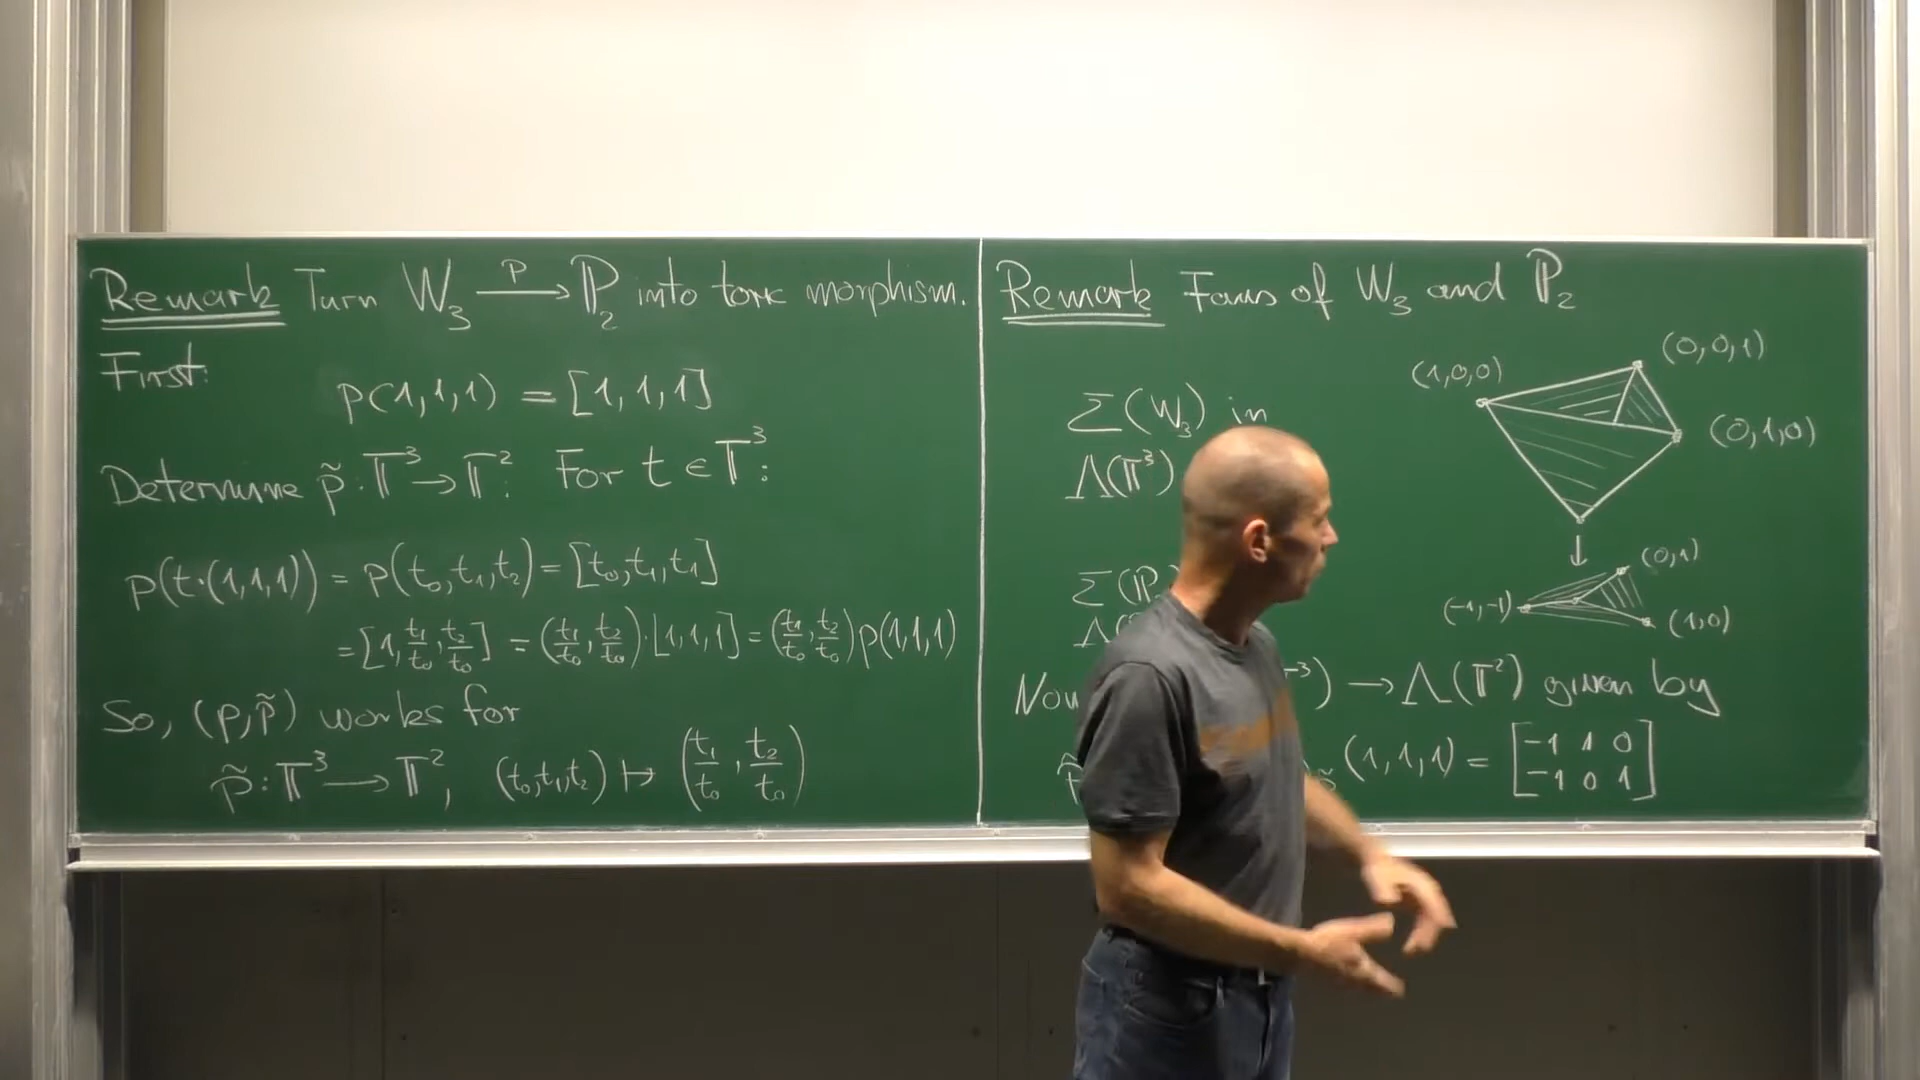 Remark Turn W₃ —p→ ℙ₂ into toric morphism.
First:
p(1,1,1) = [1,1,1]
Determine p̃: 𝕋³ → 𝕋². For t ∈ 𝕋³:
p(t·(1,1,1)) = p(t₀,t₁,t₂) = [t₀,t₁,t₁]
= [1, t₁/t₀, t₂/t₀] = (t₁/t₀, t₂/t₀)·[1,1,1] = (t₁/t₀, t₂/t₀) p(1,1,1)
So, (p,p̃) works for
p̃: 𝕋³ → 𝕋², (t₀,t₁,t₂) ↦ (t₁/t₀, t₂/t₀)
Remark Fans of W₃ and ℙ₂
(0,0,1)
(1,0,0)
Σ(W₃) in
(0,1,0)
Λ(𝕋³)
↓
(0,1)
Σ(ℙ
(-1,-1)
(1,0)
Λ(
³) → Λ(𝕋²) given by
(1,1,1) = [-1 1 0
-1 0 1]